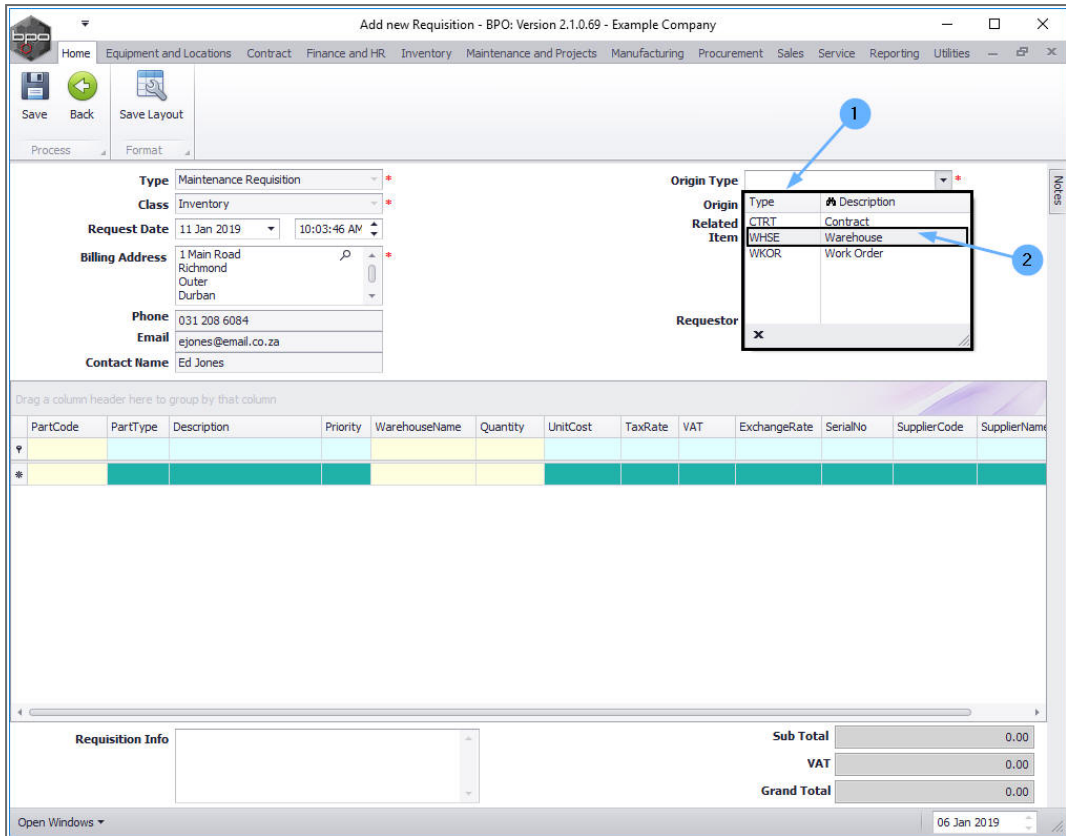 Add new Requisition - BPO: Version 2.1.0.69 - Example Company
bpo
Home Equipment and Locations Contract Finance and HR Inventory Maintenance and Projects Manufacturing Procurement Sales Service Reporting Utilities
Save Back Save Layout
Process Format
1
Type Maintenance Requisition * Origin Type *
Class Inventory * Origin Type Description
Request Date 11 Jan 2019 10:03:46 AM Related Item CTRT Contract
WHSE Warehouse
WKOR Work Order
2
Notes
Billing Address 1 Main Road *
Richmond
Outer
Durban
Phone 031 208 6084 Requestor
Email ejones@email.co.za x
Contact Name Ed Jones
Drag a column header here to group by that column
PartCode PartType Description Priority WarehouseName Quantity UnitCost TaxRate VAT ExchangeRate SerialNo SupplierCode SupplierName
Requisition Info Sub Total 0.00
VAT 0.00
Grand Total 0.00
Open Windows 06 Jan 2019